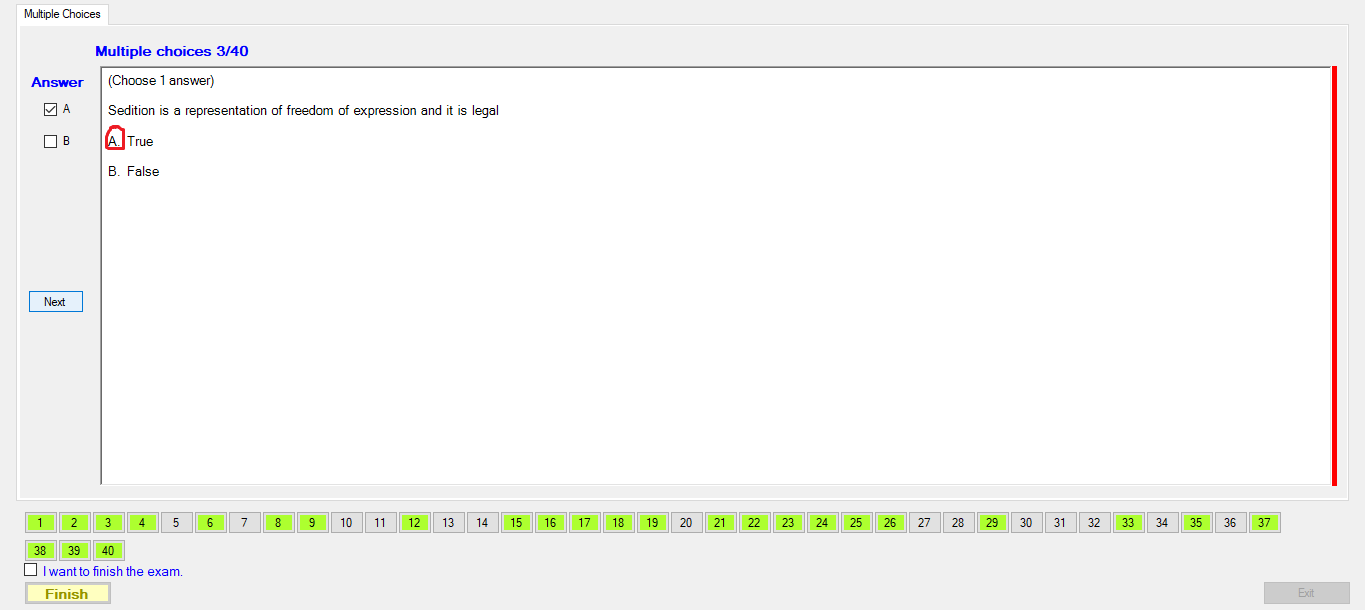 Multiple Choices
Multiple choices 3/40
Answer
(Choose 1 answer)
A
Sedition is a representation of freedom of expression and it is legal
B
A. True
B. False
Next
1 2 3 4 5 6 7 8 9 10 11 12 13 14 15 16 17 18 19 20 21 22 23 24 25 26 27 28 29 30 31 32 33 34 35 36 37
38 39 40
I want to finish the exam.
Finish
Exit